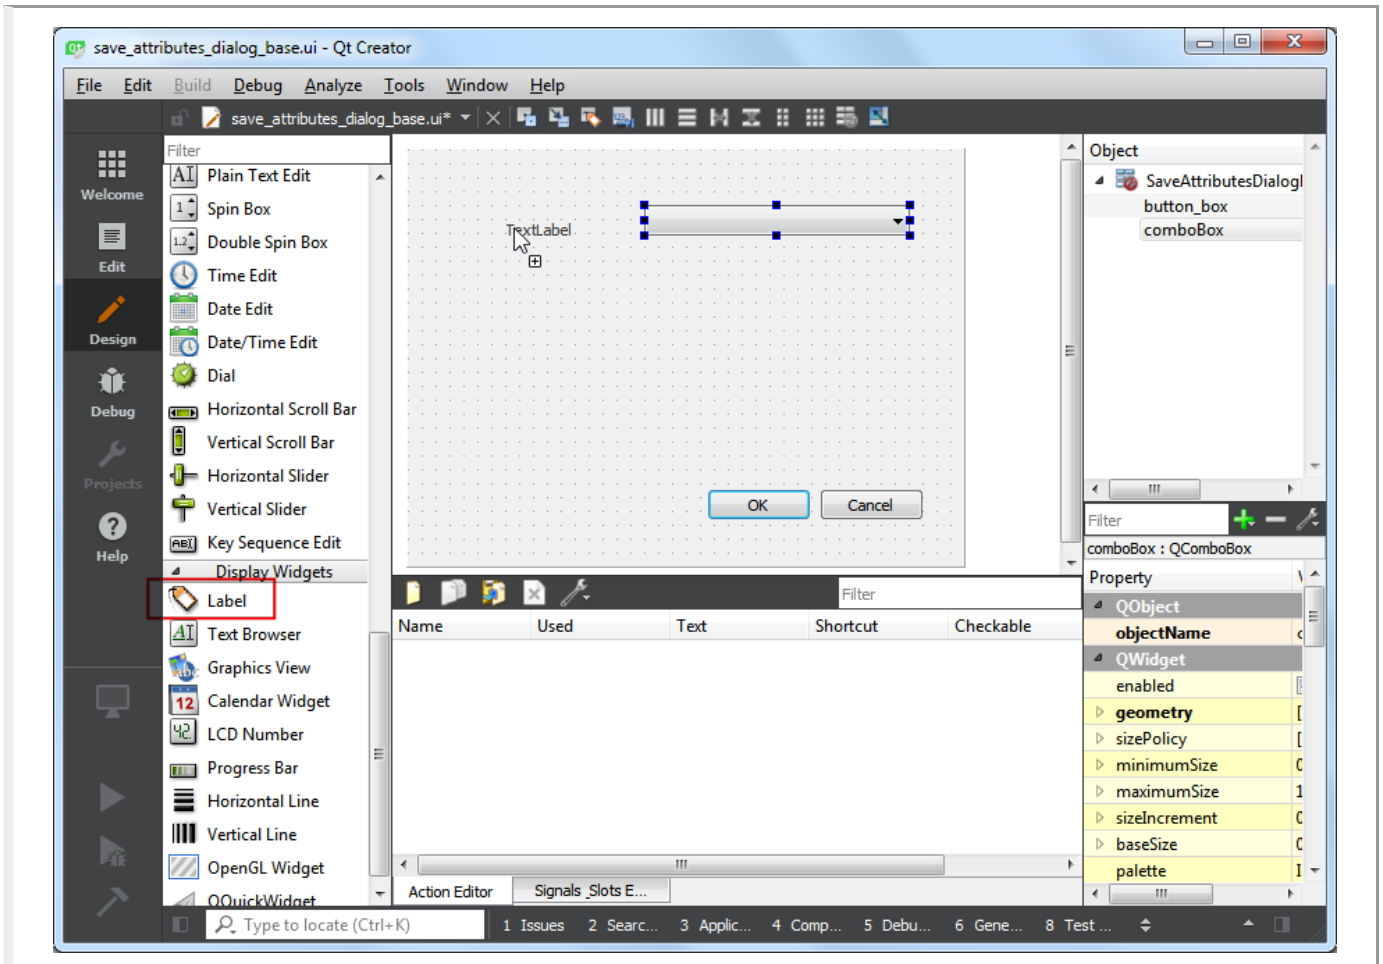 save_attributes_dialog_base.ui - Qt Creator
File Edit Build Debug Analyze Tools Window Help
save_attributes_dialog_base.ui*
Welcome
Edit
Design
Debug
Projects
Help
Filter
Plain Text Edit
Spin Box
Double Spin Box
Time Edit
Date Edit
Date/Time Edit
Dial
Horizontal Scroll Bar
Vertical Scroll Bar
Horizontal Slider
Vertical Slider
Key Sequence Edit
Display Widgets
Label
Text Browser
Graphics View
Calendar Widget
LCD Number
Progress Bar
Horizontal Line
Vertical Line
OpenGL Widget
QQuickWidget
TextLabel
OK Cancel
Filter
Name Used Text Shortcut Checkable
Action Editor Signals _Slots E...
Object
SaveAttributesDialogI
button_box
comboBox
Filter
comboBox : QComboBox
Property
QObject
objectName
QWidget
enabled
geometry [
sizePolicy [
minimumSize 0
maximumSize 1
sizeIncrement 0
baseSize 0
palette I
Type to locate (Ctrl+K) 1 Issues 2 Searc... 3 Applic... 4 Comp... 5 Debu... 6 Gene... 8 Test ...